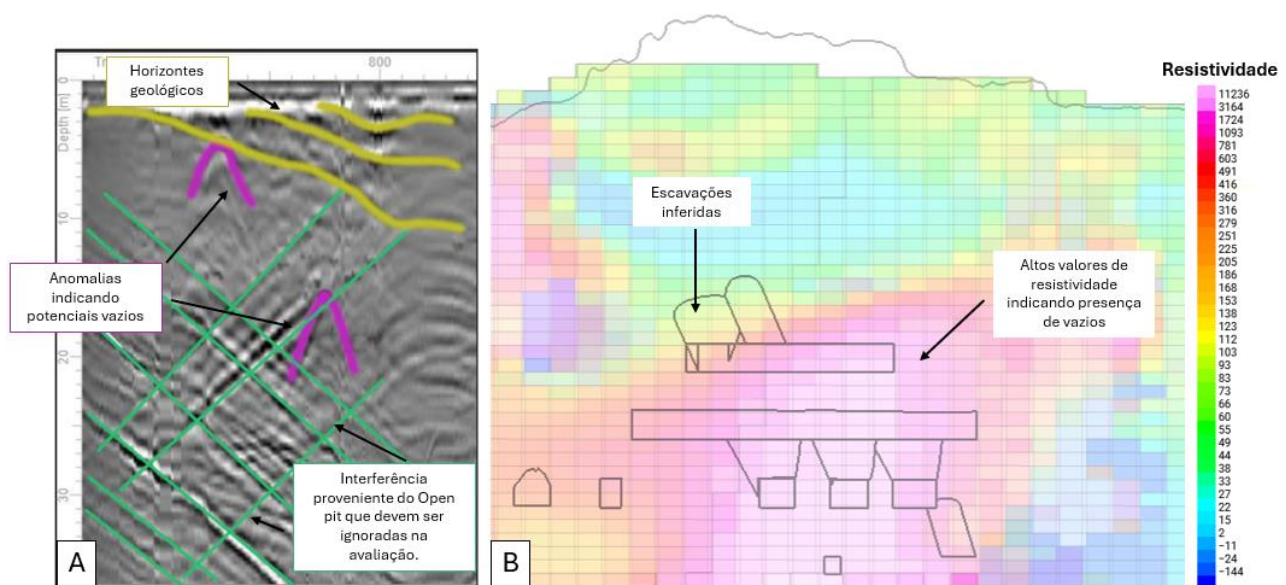 Tr
800
Horizontes
geológicos
0
Depth [m]
10
Anomalias
indicando
potenciais vazios
20
Interferência
proveniente do Open
pit que devem ser
ignoradas na
avaliação.
30
A
Escavações
inferidas
Altos valores de
resistividade
indicando presença
de vazios
B
Resistividade
11236
3164
1724
1093
781
603
491
416
360
316
279
251
225
205
186
168
153
138
123
112
103
93
83
73
66
60
55
49
44
38
33
27
22
15
2
-11
-24
-144